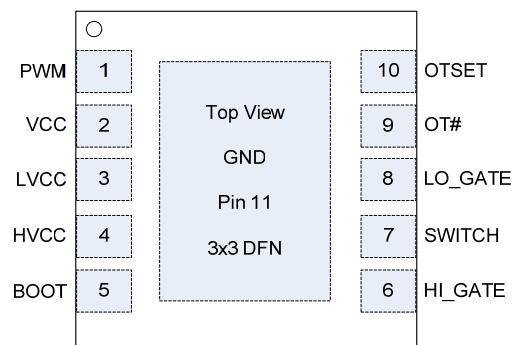 PWM 1 10 OTSET
VCC 2 9 OT#
LVCC 3 8 LO_GATE
HVCC 4 7 SWITCH
BOOT 5 6 HI_GATE
Top View
GND
Pin 11
3x3 DFN